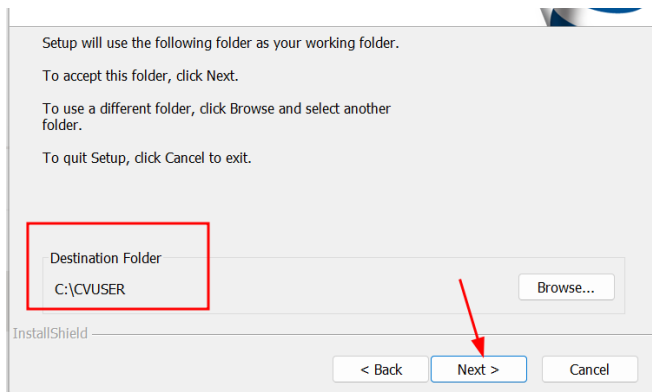 Setup will use the following folder as your working folder.
To accept this folder, click Next.
To use a different folder, click Browse and select another
folder.
To quit Setup, click Cancel to exit.
Destination Folder
C:\CVUSER
Browse...
InstallShield
< Back
Next >
Cancel